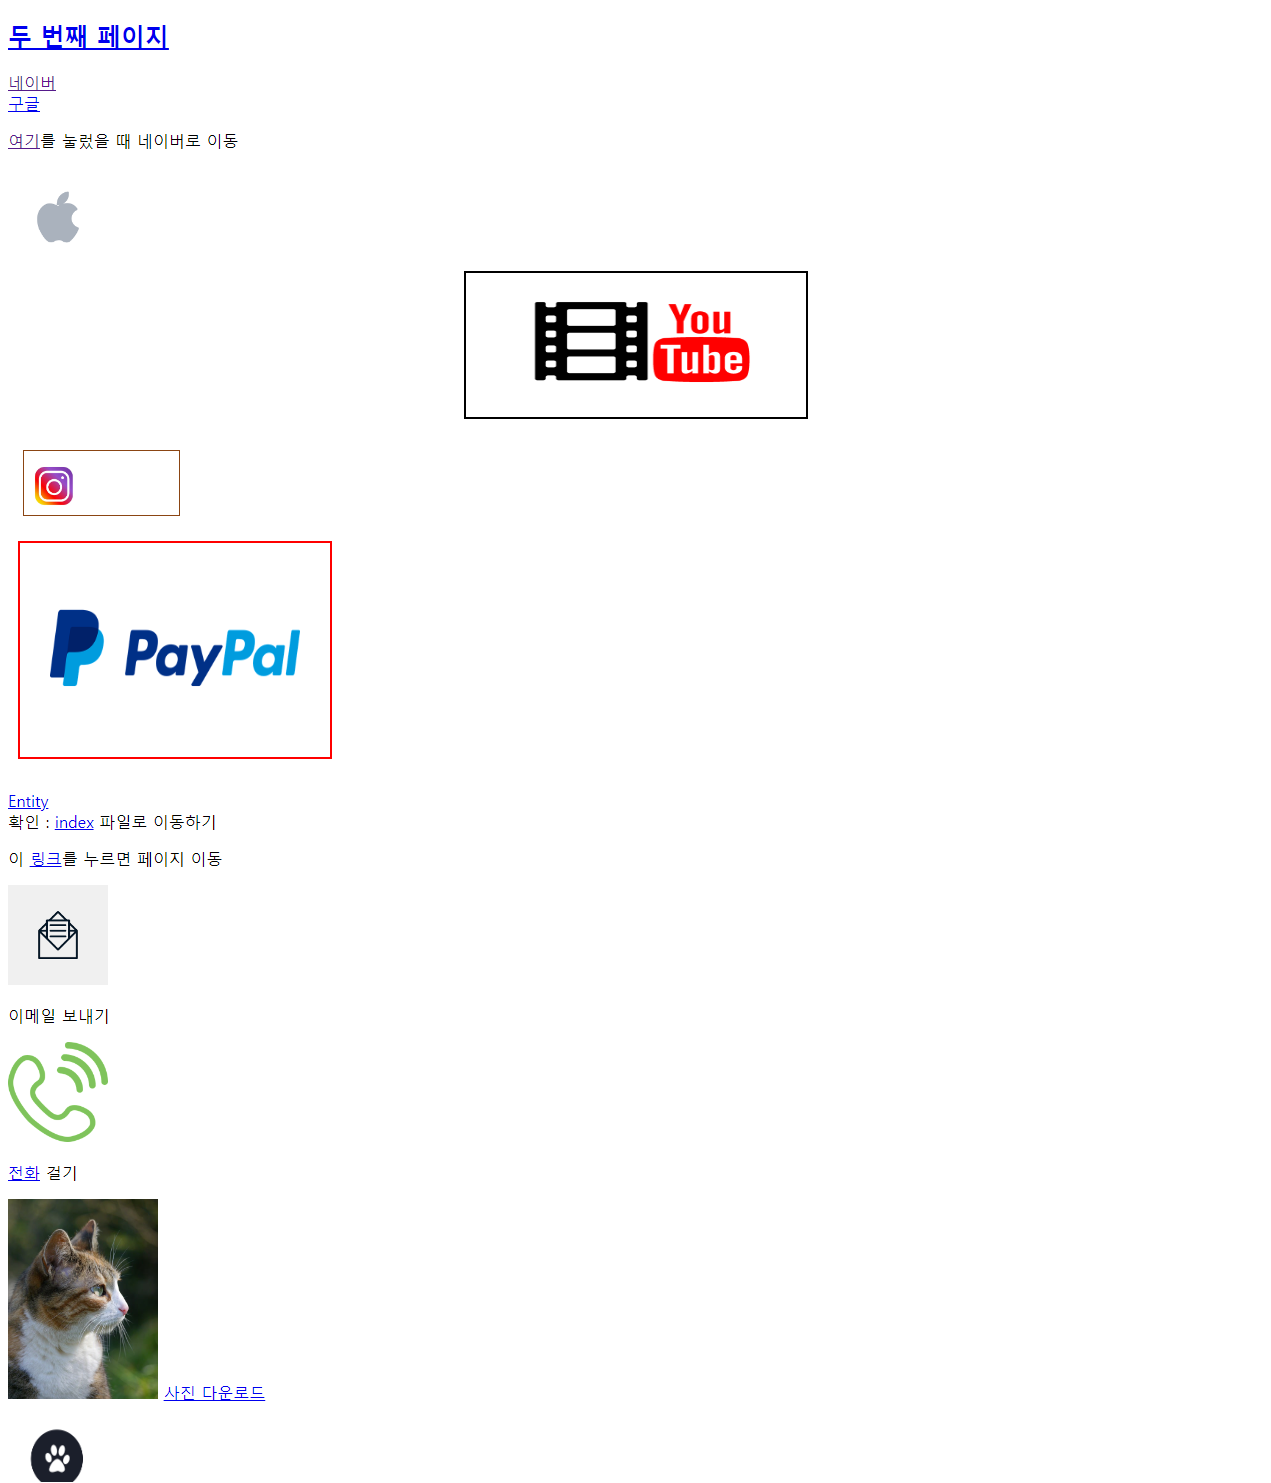 두 번째 페이지
네이버
구글
여기를 눌렀을 때 네이버로 이동
You
Tube
PayPal
Entity
확인 : index 파일로 이동하기
이 링크를 누르면 페이지 이동
이메일 보내기
전화 걸기
사진 다운로드